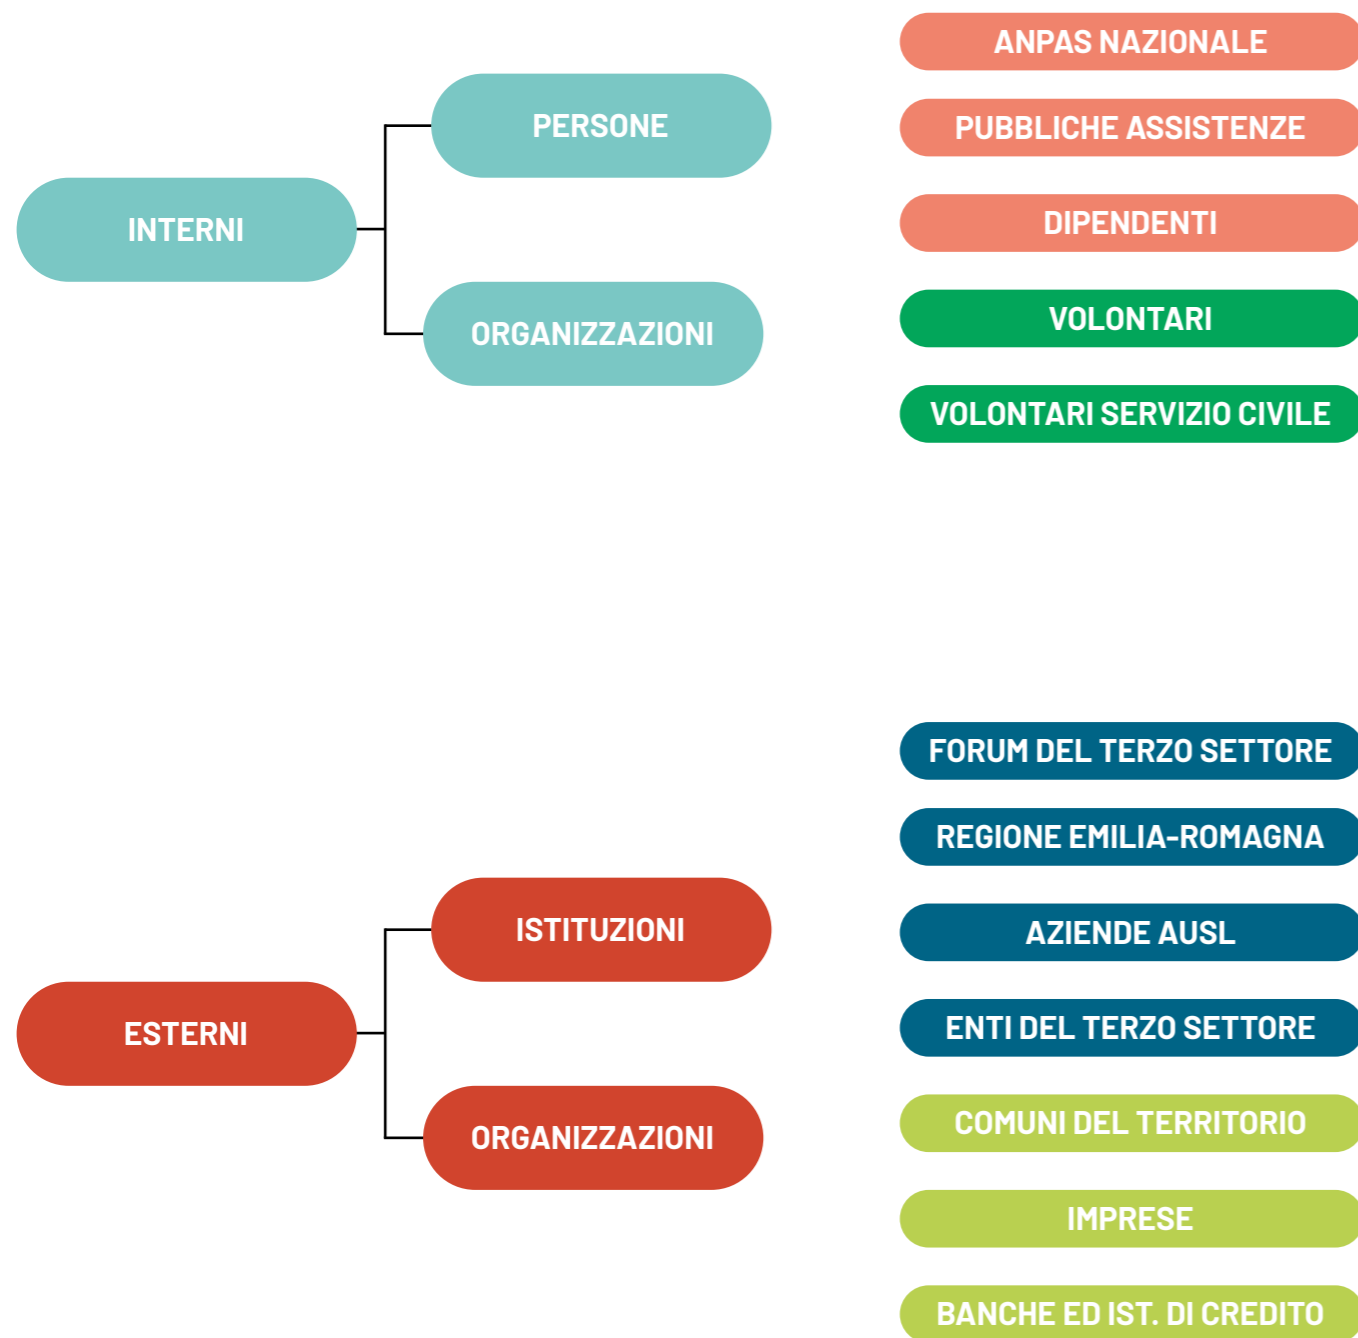 INTERNI
PERSONE
ORGANIZZAZIONI
ANPAS NAZIONALE
PUBBLICHE ASSISTENZE
DIPENDENTI
VOLONTARI
VOLONTARI SERVIZIO CIVILE
ESTERNI
ISTITUZIONI
ORGANIZZAZIONI
FORUM DEL TERZO SETTORE
REGIONE EMILIA-ROMAGNA
AZIENDE AUSL
ENTI DEL TERZO SETTORE
COMUNI DEL TERRITORIO
IMPRESE
BANCHE ED IST. DI CREDITO